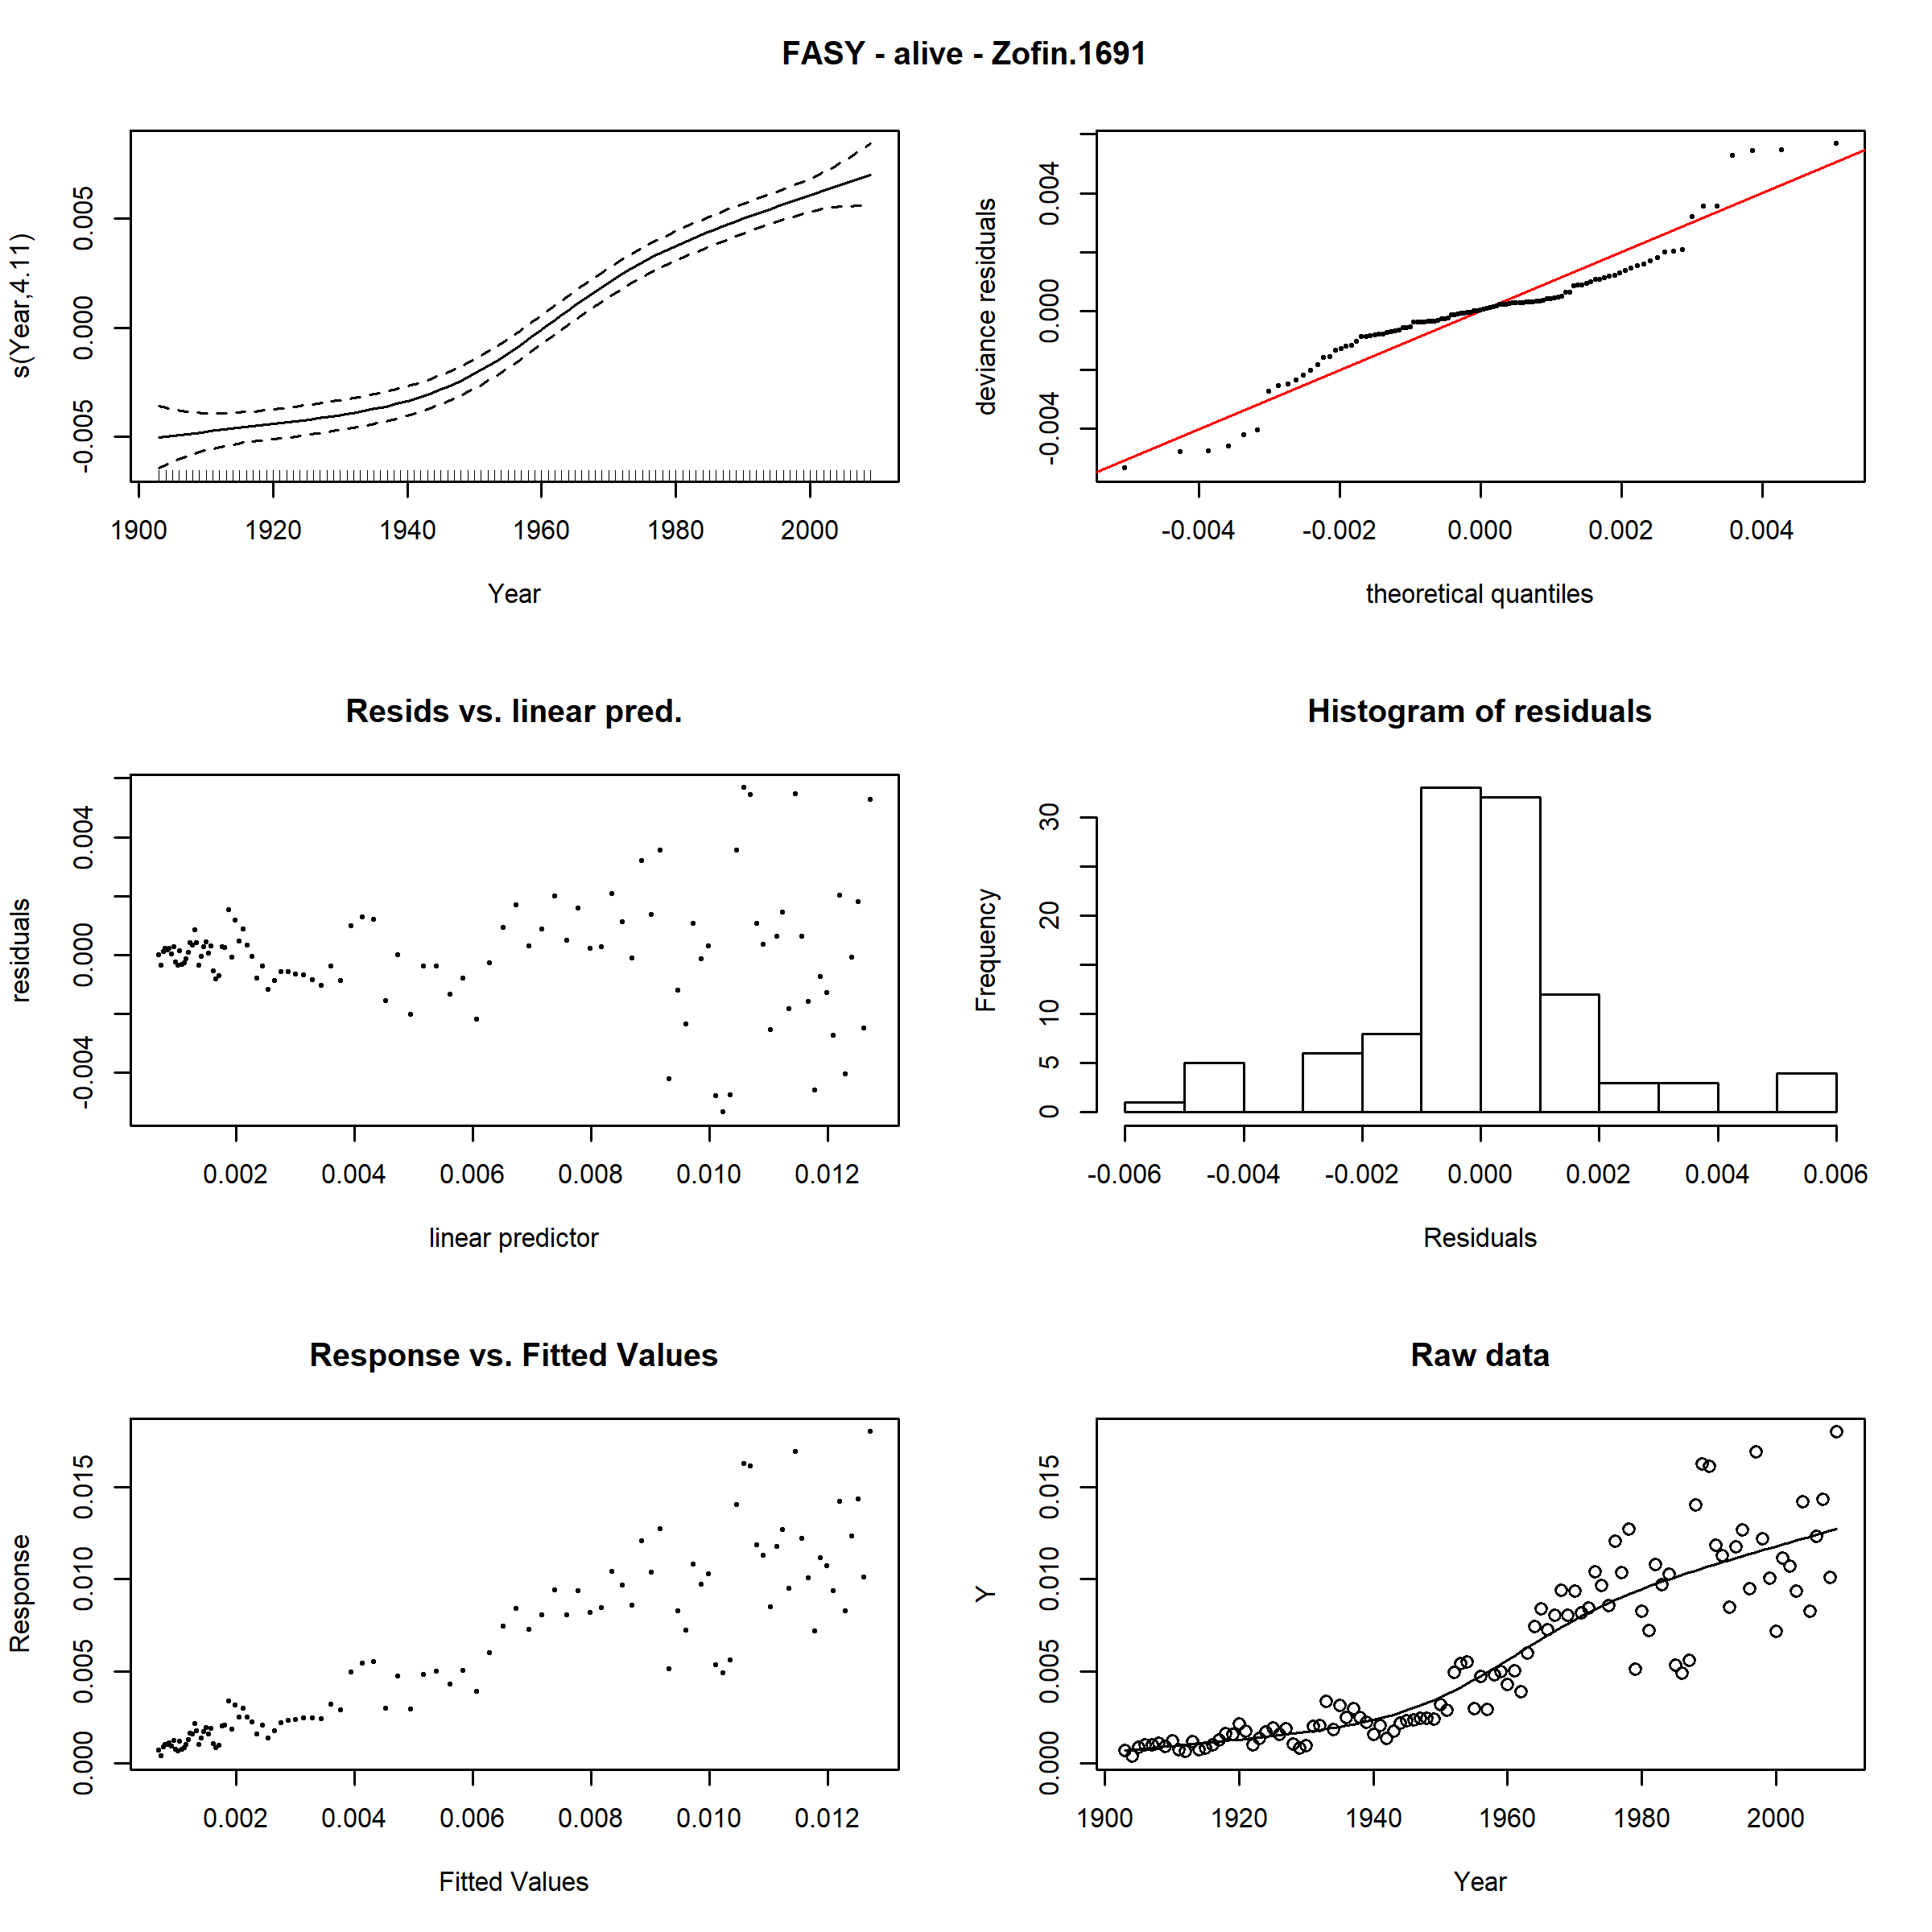 FASY - alive - Zofin.1691
s(Year,4.11)
0.005
0.000
-0.005
1900 1920 1940 1960 1980 2000
Year
deviance residuals
0.004
0.000
-0.004
-0.004 -0.002 0.000 0.002 0.004
theoretical quantiles
Resids vs. linear pred.
residuals
0.004
0.000
-0.004
0.002 0.004 0.006 0.008 0.010 0.012
linear predictor
Histogram of residuals
Frequency
30
20
10
5
0
-0.006 -0.004 -0.002 0.000 0.002 0.004 0.006
Residuals
Response vs. Fitted Values
Response
0.015
0.010
0.005
0.000
0.002 0.004 0.006 0.008 0.010 0.012
Fitted Values
Raw data
Y
0.015
0.010
0.005
0.000
1900 1920 1940 1960 1980 2000
Year